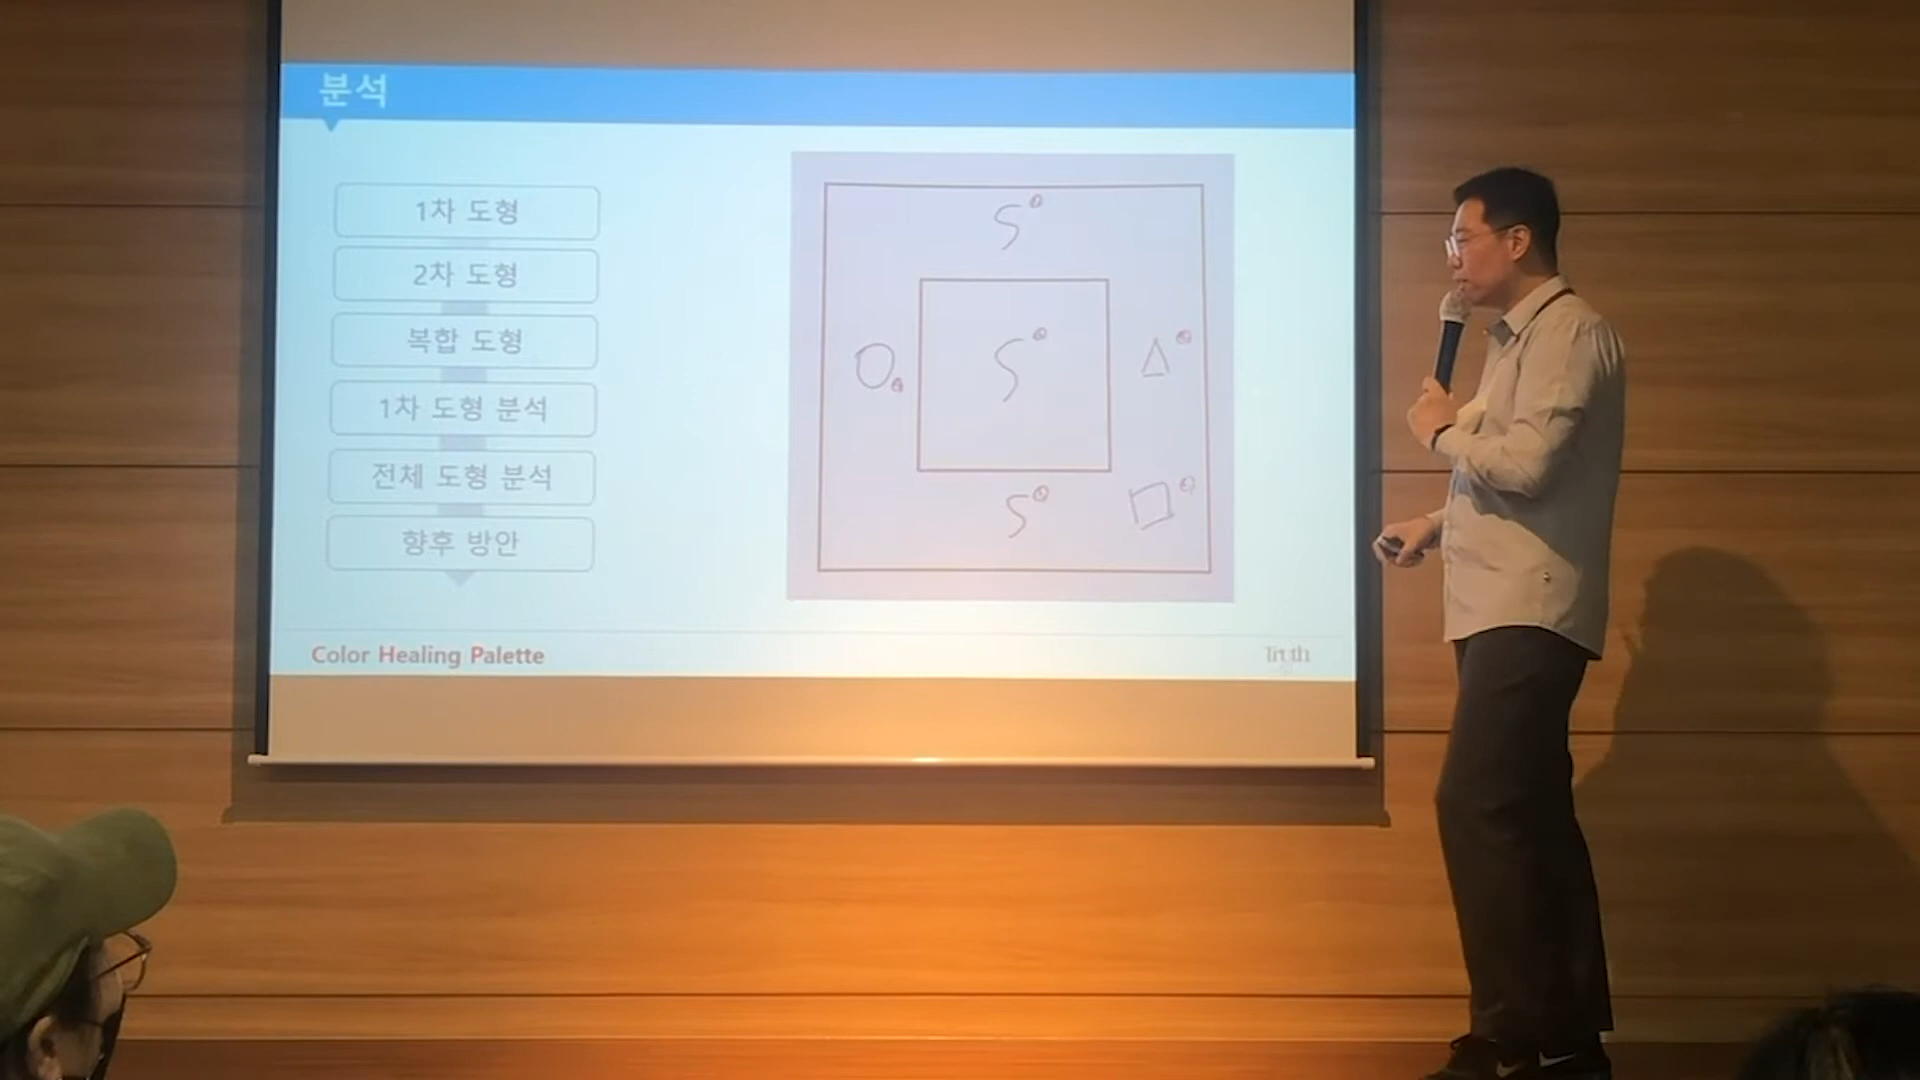 분석
1차 도형
2차 도형
복합 도형
1차 도형 분석
전체 도형 분석
향후 방안
S
S
S
Color Healing Palette
Truth